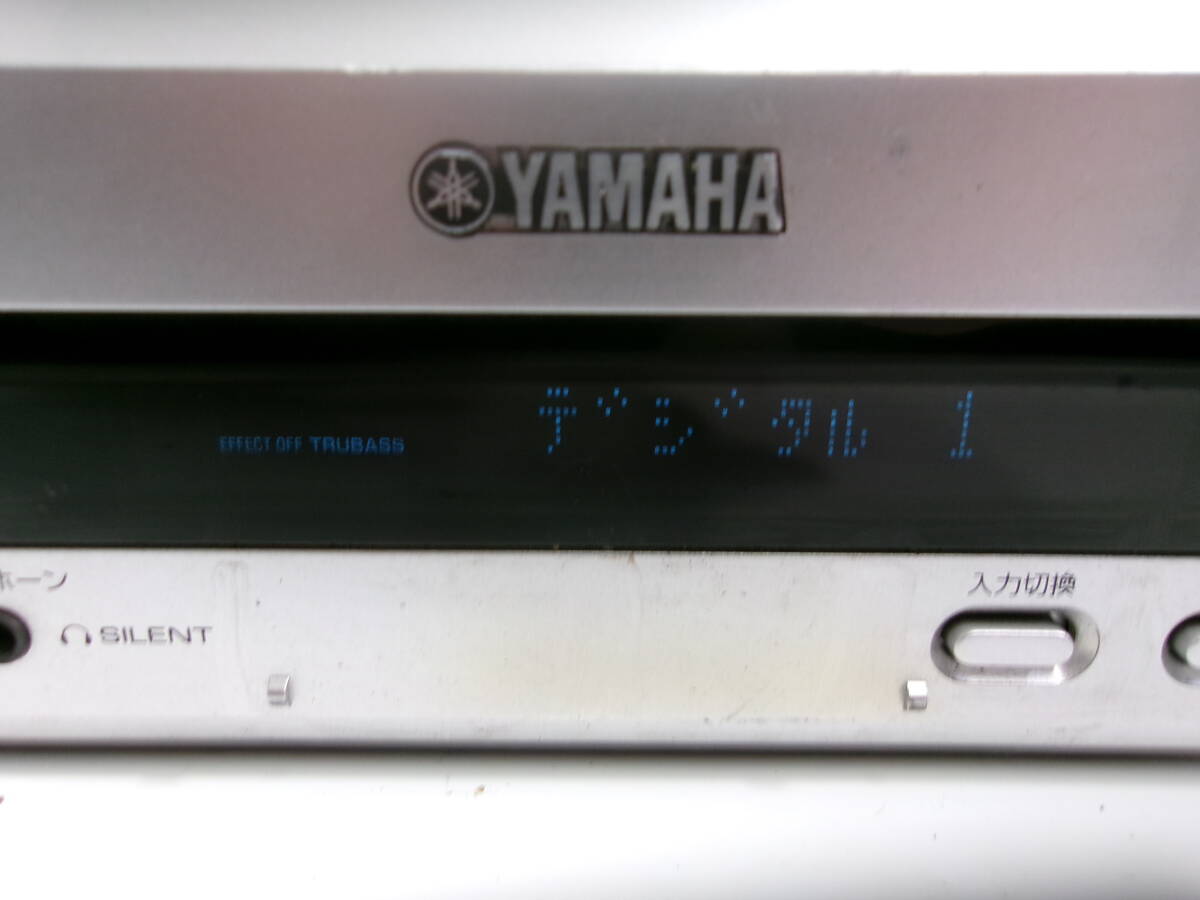 YAMAHA
デジタル 1
EFFECT OFF TRUBASS
ホーン
SILENT
入力切換